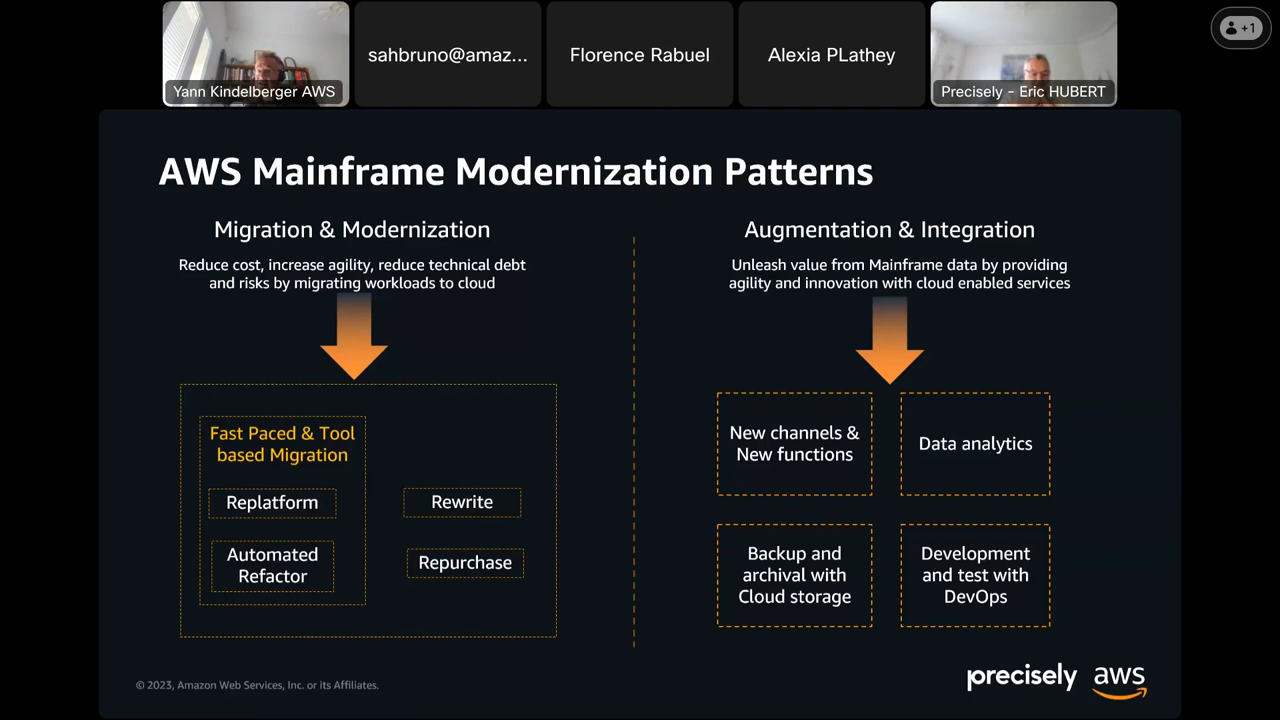 Yann Kindelberger AWS
sahbruno@amaz...
Florence Rabuel
Alexia PLathey
Precisely - Eric HUBERT
+1
AWS Mainframe Modernization Patterns
Migration & Modernization
Reduce cost, increase agility, reduce technical debt
and risks by migrating workloads to cloud
Fast Paced & Tool
based Migration
Replatform
Automated
Refactor
Rewrite
Repurchase
Augmentation & Integration
Unleash value from Mainframe data by providing
agility and innovation with cloud enabled services
New channels &
New functions
Data analytics
Backup and
archival with
Cloud storage
Development
and test with
DevOps
© 2023, Amazon Web Services, Inc. or its Affiliates.
precisely
aws